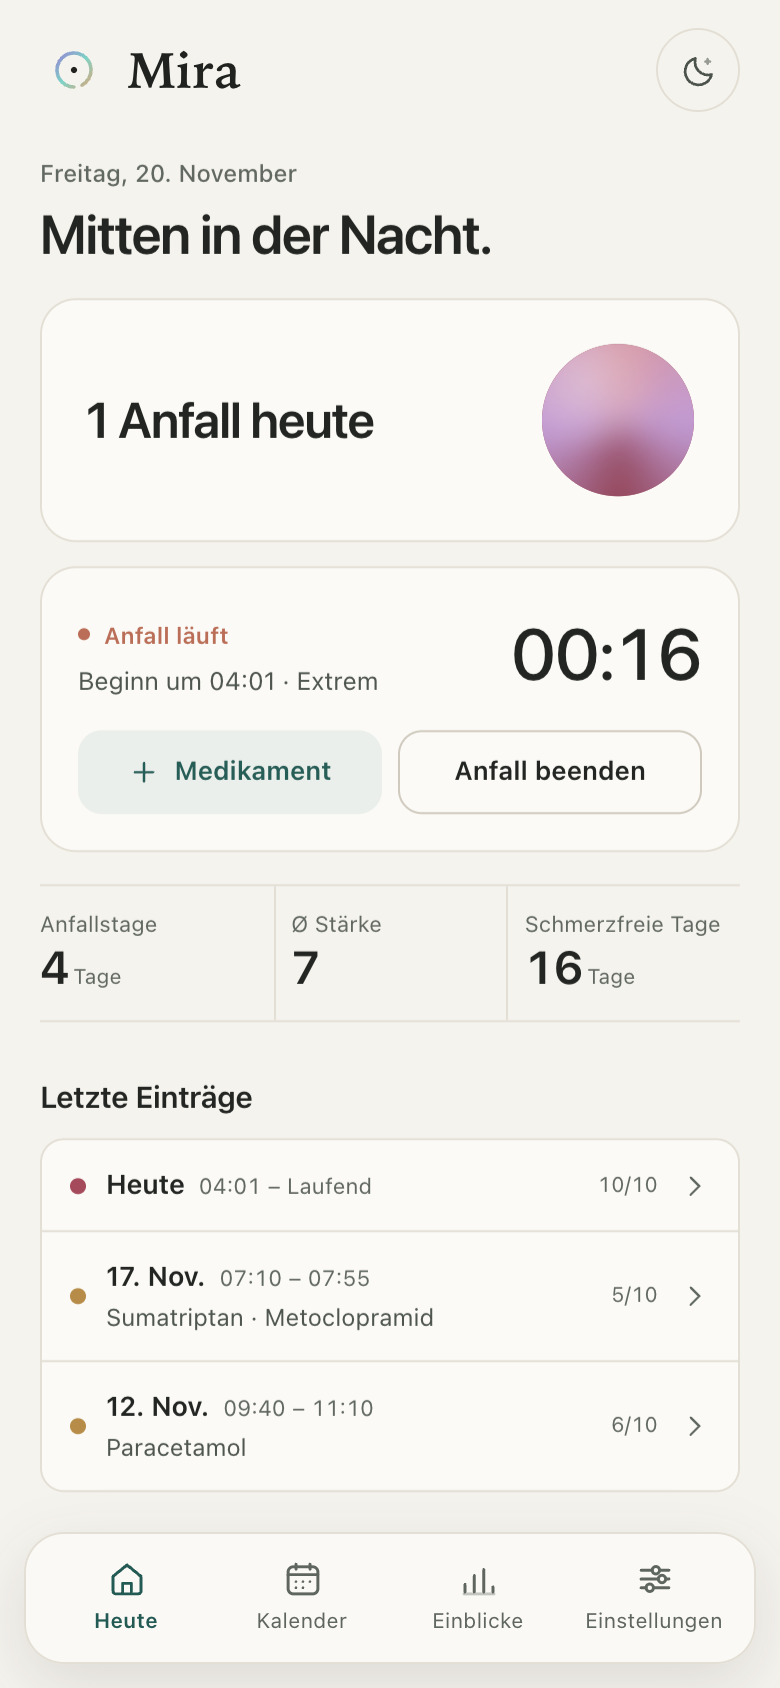 Mira
Freitag, 20. November
Mitten in der Nacht.
1 Anfall heute
Anfall läuft
00:16
Beginn um 04:01 · Extrem
+ Medikament
Anfall beenden
Anfallstage
4 Tage
Ø Stärke
7
Schmerzfreie Tage
16 Tage
Letzte Einträge
Heute 04:01 – Laufend 10/10
17. Nov. 07:10 – 07:55 5/10
Sumatriptan · Metoclopramid
12. Nov. 09:40 – 11:10 6/10
Paracetamol
Heute
Kalender
Einblicke
Einstellungen